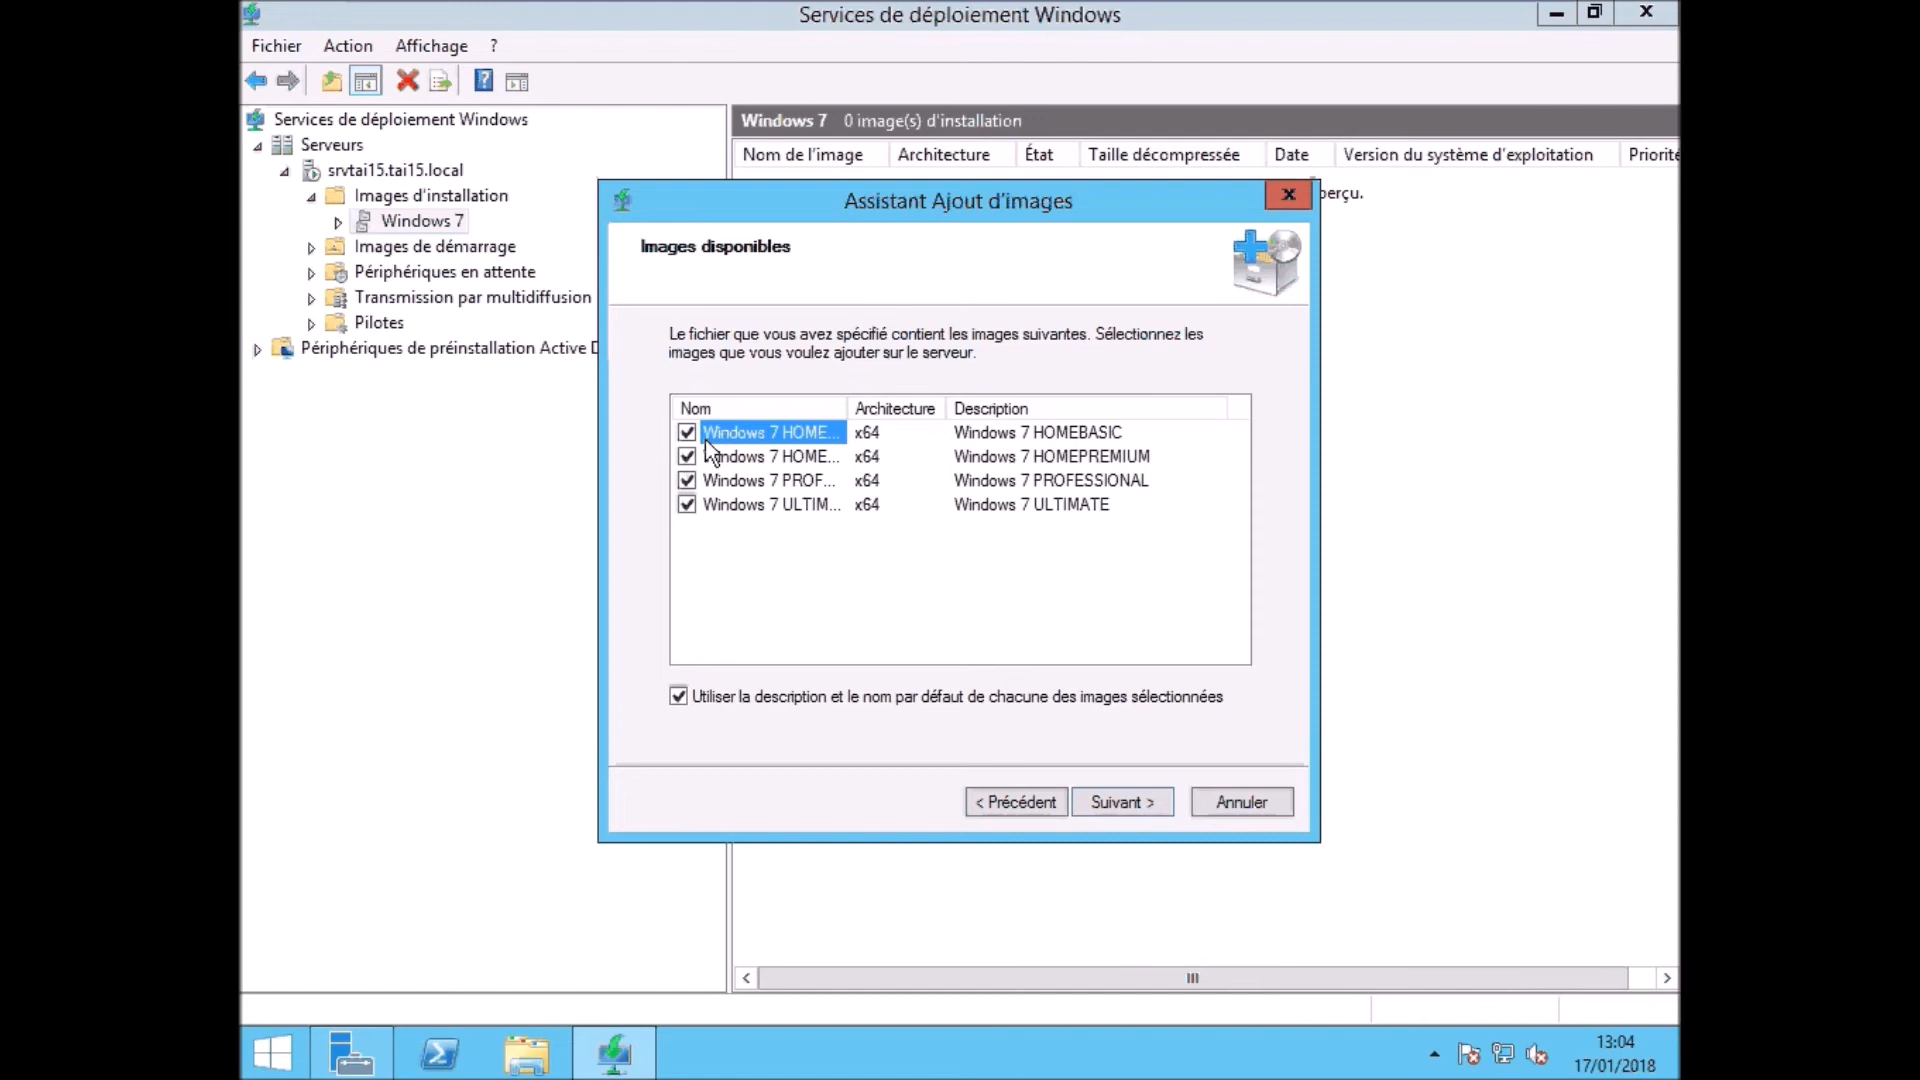 Services de déploiement Windows
Fichier Action Affichage ?
Services de déploiement Windows
Serveurs
srvtai15.tai15.local
Images d'installation
Windows 7
Images de démarrage
Périphériques en attente
Transmission par multidiffusion
Pilotes
Périphériques de préinstallation Active D
Windows 7 0 image(s) d'installation
Nom de l'image Architecture État Taille décompressée Date Version du système d'exploitation Priorité
perçu.
Assistant Ajout d'images
Images disponibles
Le fichier que vous avez spécifié contient les images suivantes. Sélectionnez les
images que vous voulez ajouter sur le serveur.
Nom Architecture Description
Windows 7 HOME... x64 Windows 7 HOMEBASIC
Windows 7 HOME... x64 Windows 7 HOMEPREMIUM
Windows 7 PROF... x64 Windows 7 PROFESSIONAL
Windows 7 ULTIM... x64 Windows 7 ULTIMATE
Utiliser la description et le nom par défaut de chacune des images sélectionnées
< Précédent Suivant > Annuler
13:04
17/01/2018